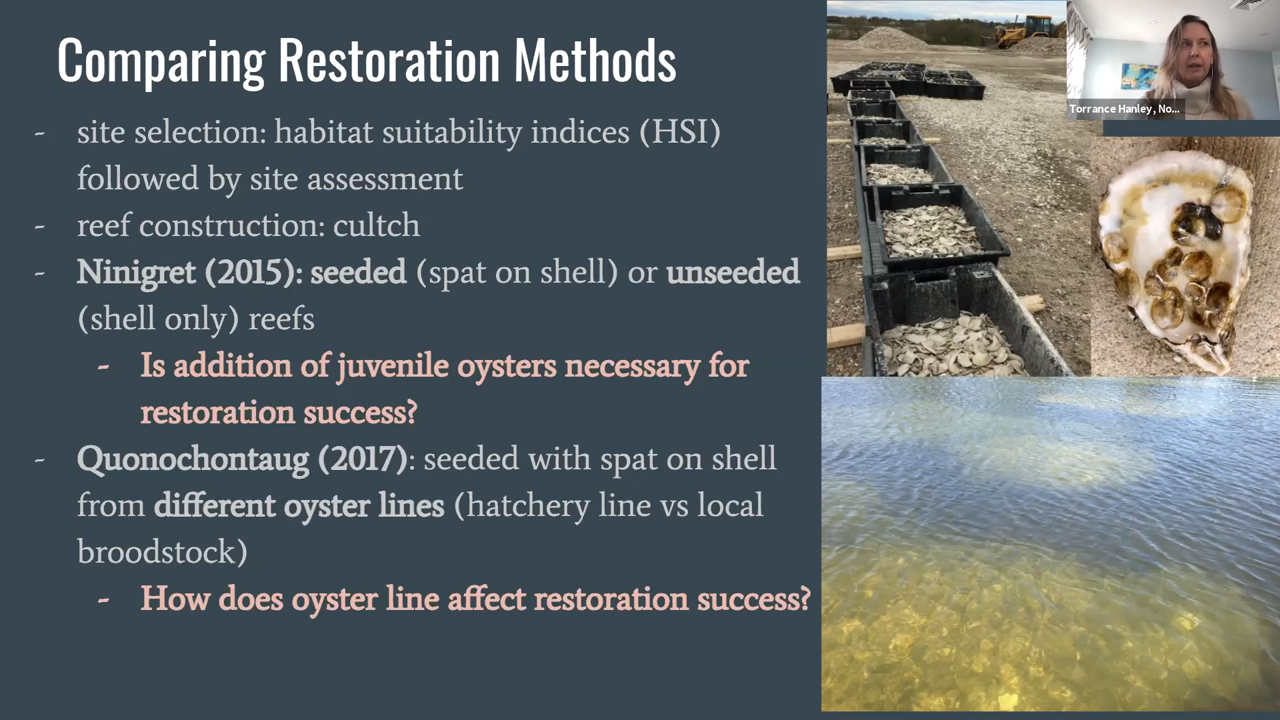 Comparing Restoration Methods
- site selection: habitat suitability indices (HSI)
followed by site assessment
- reef construction: cultch
- Ninigret (2015): seeded (spat on shell) or unseeded
(shell only) reefs
- Is addition of juvenile oysters necessary for
restoration success?
- Quonochontaug (2017): seeded with spat on shell
from different oyster lines (hatchery line vs local
broodstock)
- How does oyster line affect restoration success?
Torrance Hanley, No...